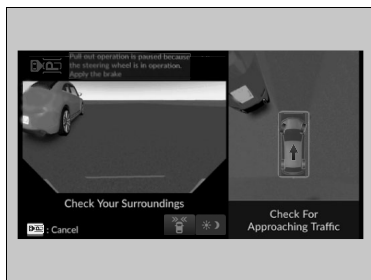 Pull out operation is paused because
the steering wheel is in operation.
Apply the brake
Check Your Surroundings
: Cancel
Check For
Approaching Traffic